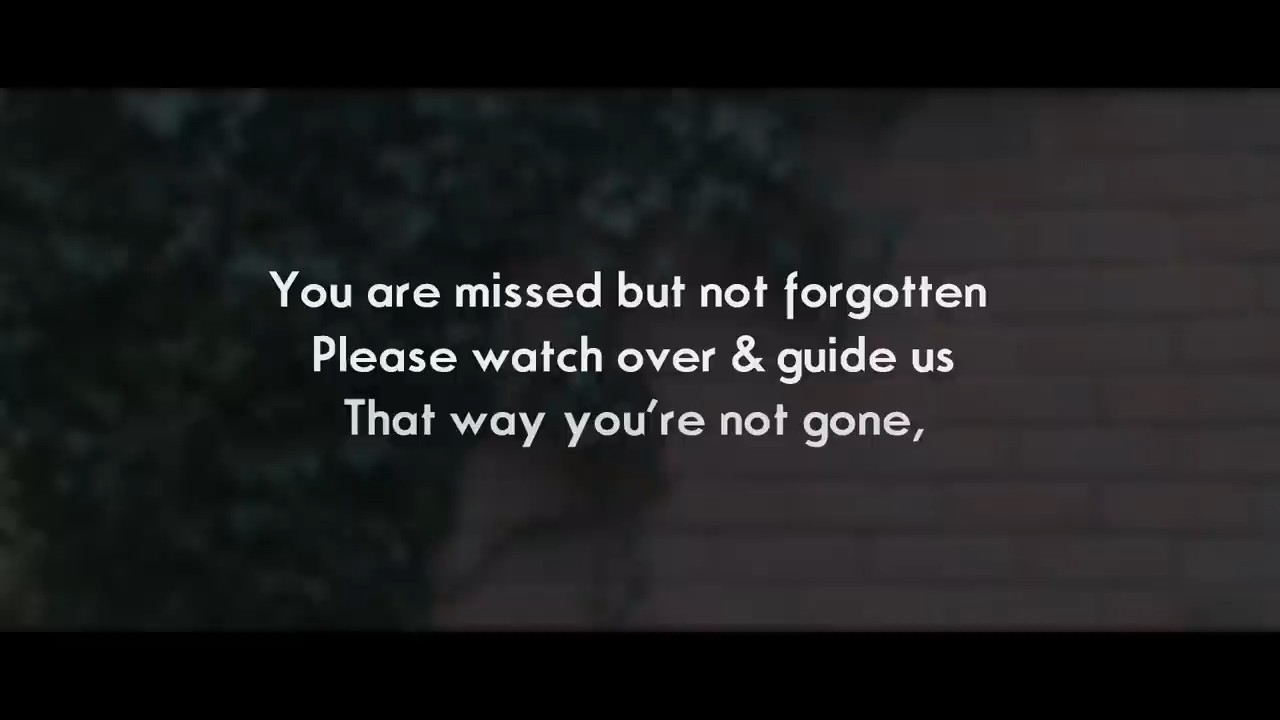 You are missed but not forgotten
Please watch over & guide us
That way you're not gone,